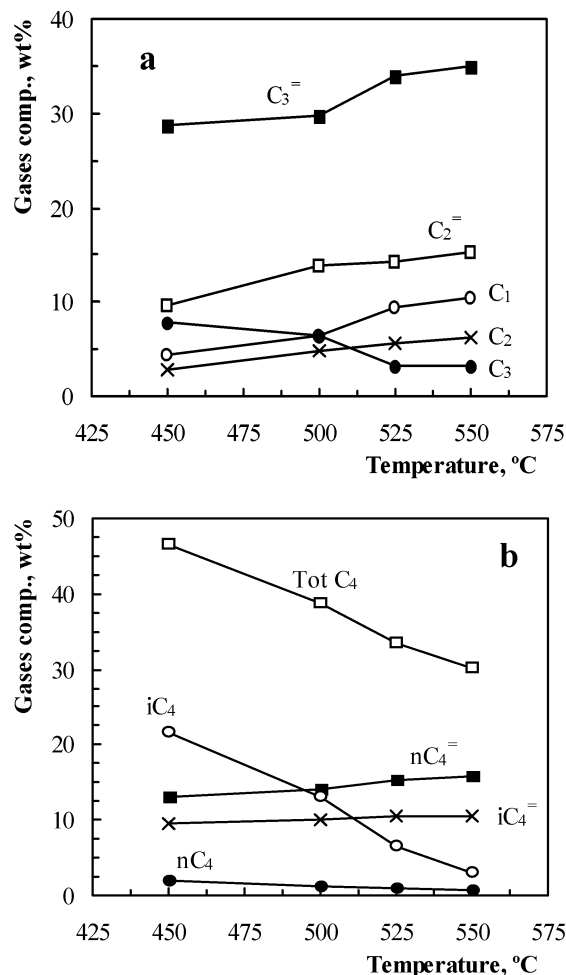 40
a
C₃⁼
30
20
C₂⁼
10
C₁
C₂
C₃
0
425 450 475 500 525 550 575
Temperature, ºC
Gases comp., wt%
50
b
40
Tot C₄
30
iC₄
20
nC₄⁼
10
iC₄⁼
nC₄
0
425 450 475 500 525 550 575
Temperature, ºC
Gases comp., wt%